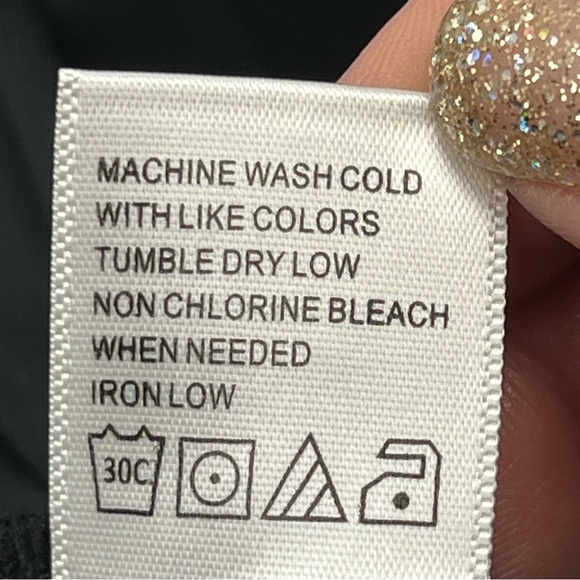 MACHINE WASH COLD
WITH LIKE COLORS
TUMBLE DRY LOW
NON CHLORINE BLEACH
WHEN NEEDED
IRON LOW
30C